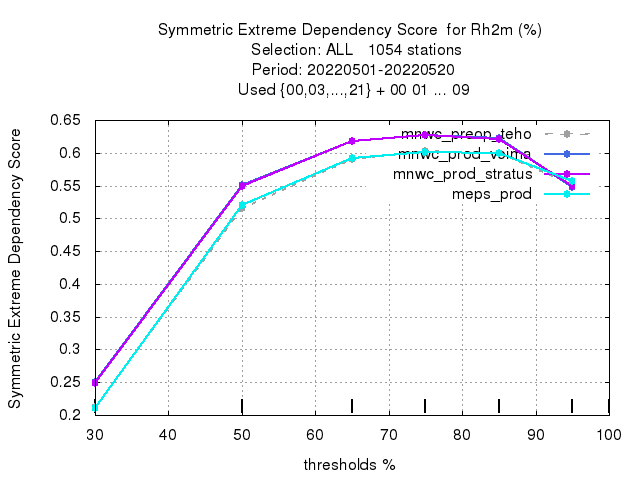 Symmetric Extreme Dependency Score  for Rh2m (%)
Selection: ALL   1054 stations
Period: 20220501-20220520
Used {00,03,...,21} + 00 01 ... 09
Symmetric Extreme Dependency Score
0.65
0.6
0.55
0.5
0.45
0.4
0.35
0.3
0.25
0.2
mnwc_preop_teho
mnwc_prod_voima
mnwc_prod_stratus
meps_prod
30 40 50 60 70 80 90 100
thresholds %